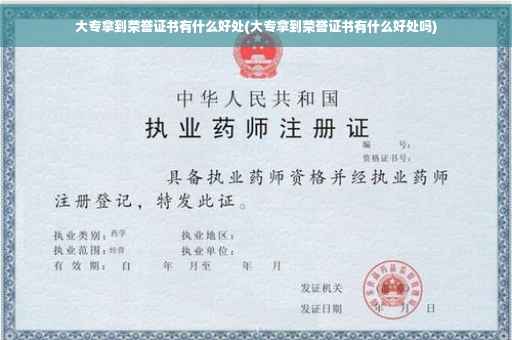 大专拿到荣誉证书有什么好处(大专拿到荣誉证书有什么好处吗)
中华人民共和国
执业药师注册证
编 号:
资格证书号:
具备执业药师资格并经执业药师
注册登记，特发此证。
执业类别: 药学 执业地区:
执业范围: 经营 执业单位:
有 效 期: 自 年 月至 年 月
发证机关 (章)
发证日期 年 月 日